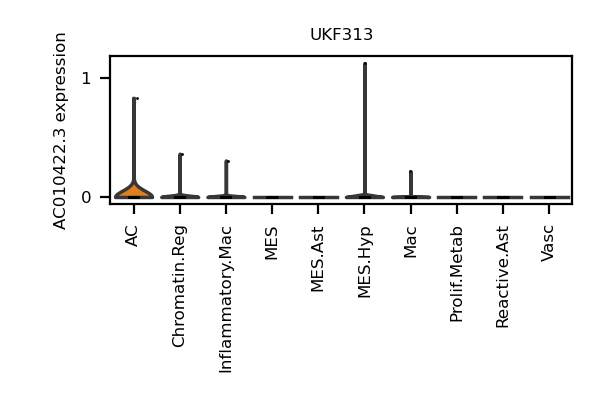 UKF313
AC010422.3 expression
1
0
AC
Chromatin.Reg
Inflammatory.Mac
MES
MES.Ast
MES.Hyp
Mac
Prolif.Metab
Reactive.Ast
Vasc